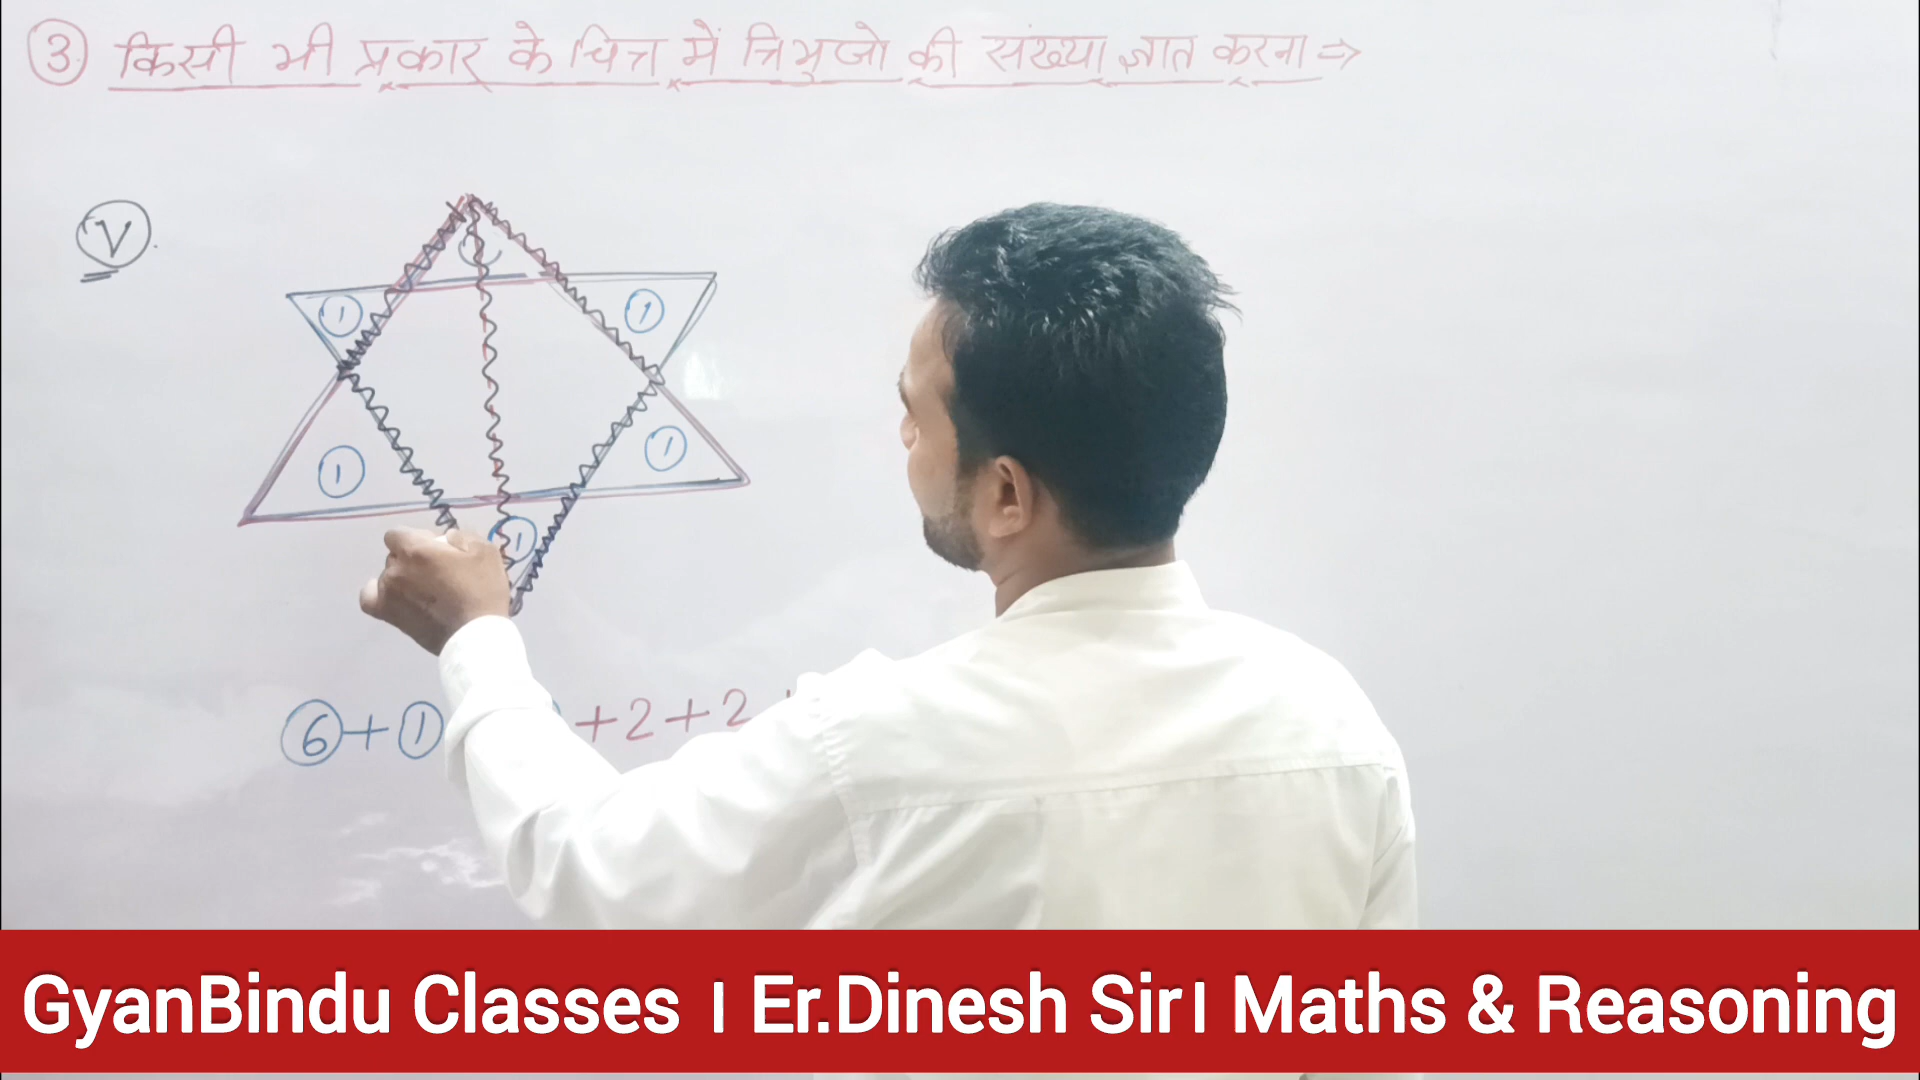 ③ किसी भी प्रकार के चित्र में त्रिभुजो की संख्या ज्ञात करना ⇒
V
① ①
① ①
①
⑥+① +2+2
GyanBindu Classes । Er.Dinesh Sir। Maths & Reasoning